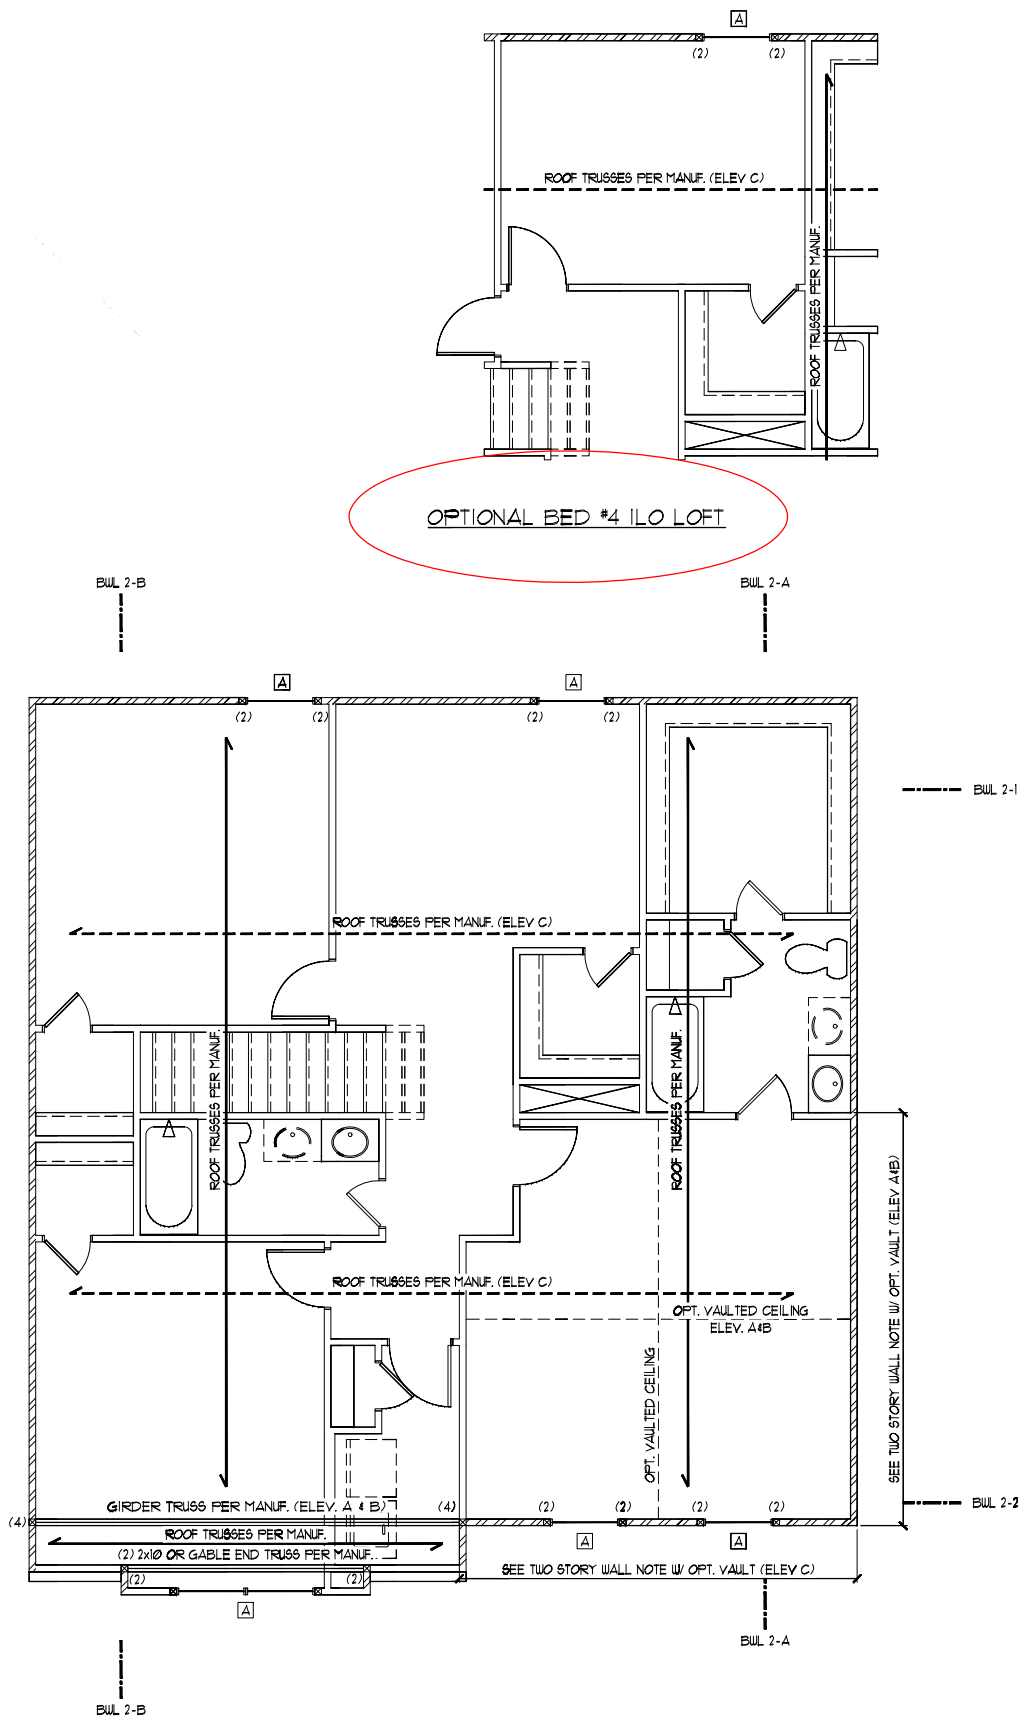 A
(2) (2)
ROOF TRUSSES PER MANUF. (ELEV C)
ROOF TRUSSES PER MANUF.
OPTIONAL BED #4 ILO LOFT
BWL 2-B
BWL 2-A
A
A
(2) (2) (2) (2)
BWL 2-1
ROOF TRUSSES PER MANUF. (ELEV C)
ROOF TRUSSES PER MANUF.
ROOF TRUSSES PER MANUF.
SEE TWO STORY WALL NOTE W/ OPT. VAULT (ELEV A&B)
ROOF TRUSSES PER MANUF. (ELEV C)
OPT. VAULTED CEILING
ELEV. A&B
OPT. VAULTED CEILING
GIRDER TRUSS PER MANUF. (ELEV. A & B)
(4)
(4)
(2) (2) (2) (2)
BWL 2-2
ROOF TRUSSES PER MANUF.
(2) 2x10 OR GABLE END TRUSS PER MANUF.
A
A
SEE TWO STORY WALL NOTE W/ OPT. VAULT (ELEV C)
(2) (2)
A
BWL 2-A
BWL 2-B